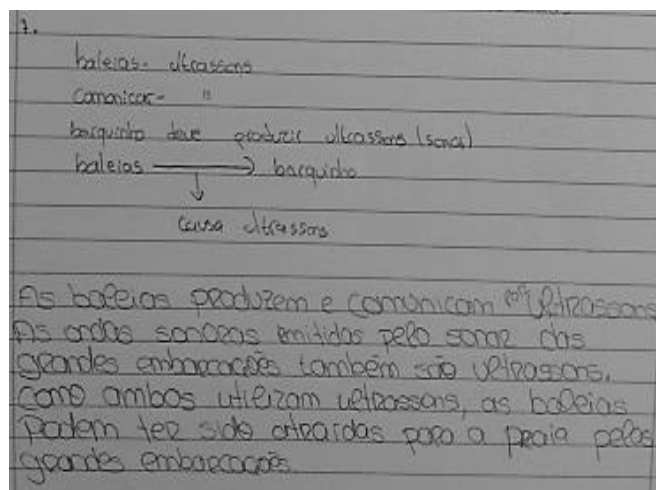 7.
baleias - ultrassons
Comonicar - "
barquinho deve produzir ultrassons (sonar)
baleias → barquinho
↓
causa ultrassons
As baleias produzem e comunicam por ultrassons
As ondas sonoras emitidas pelo sonar das
grandes embarcações também são ultrassons.
Como ambos utilizam ultrassons, as baleias
Podem ter sido atraídas para a praia pelas
grandes embarcações.